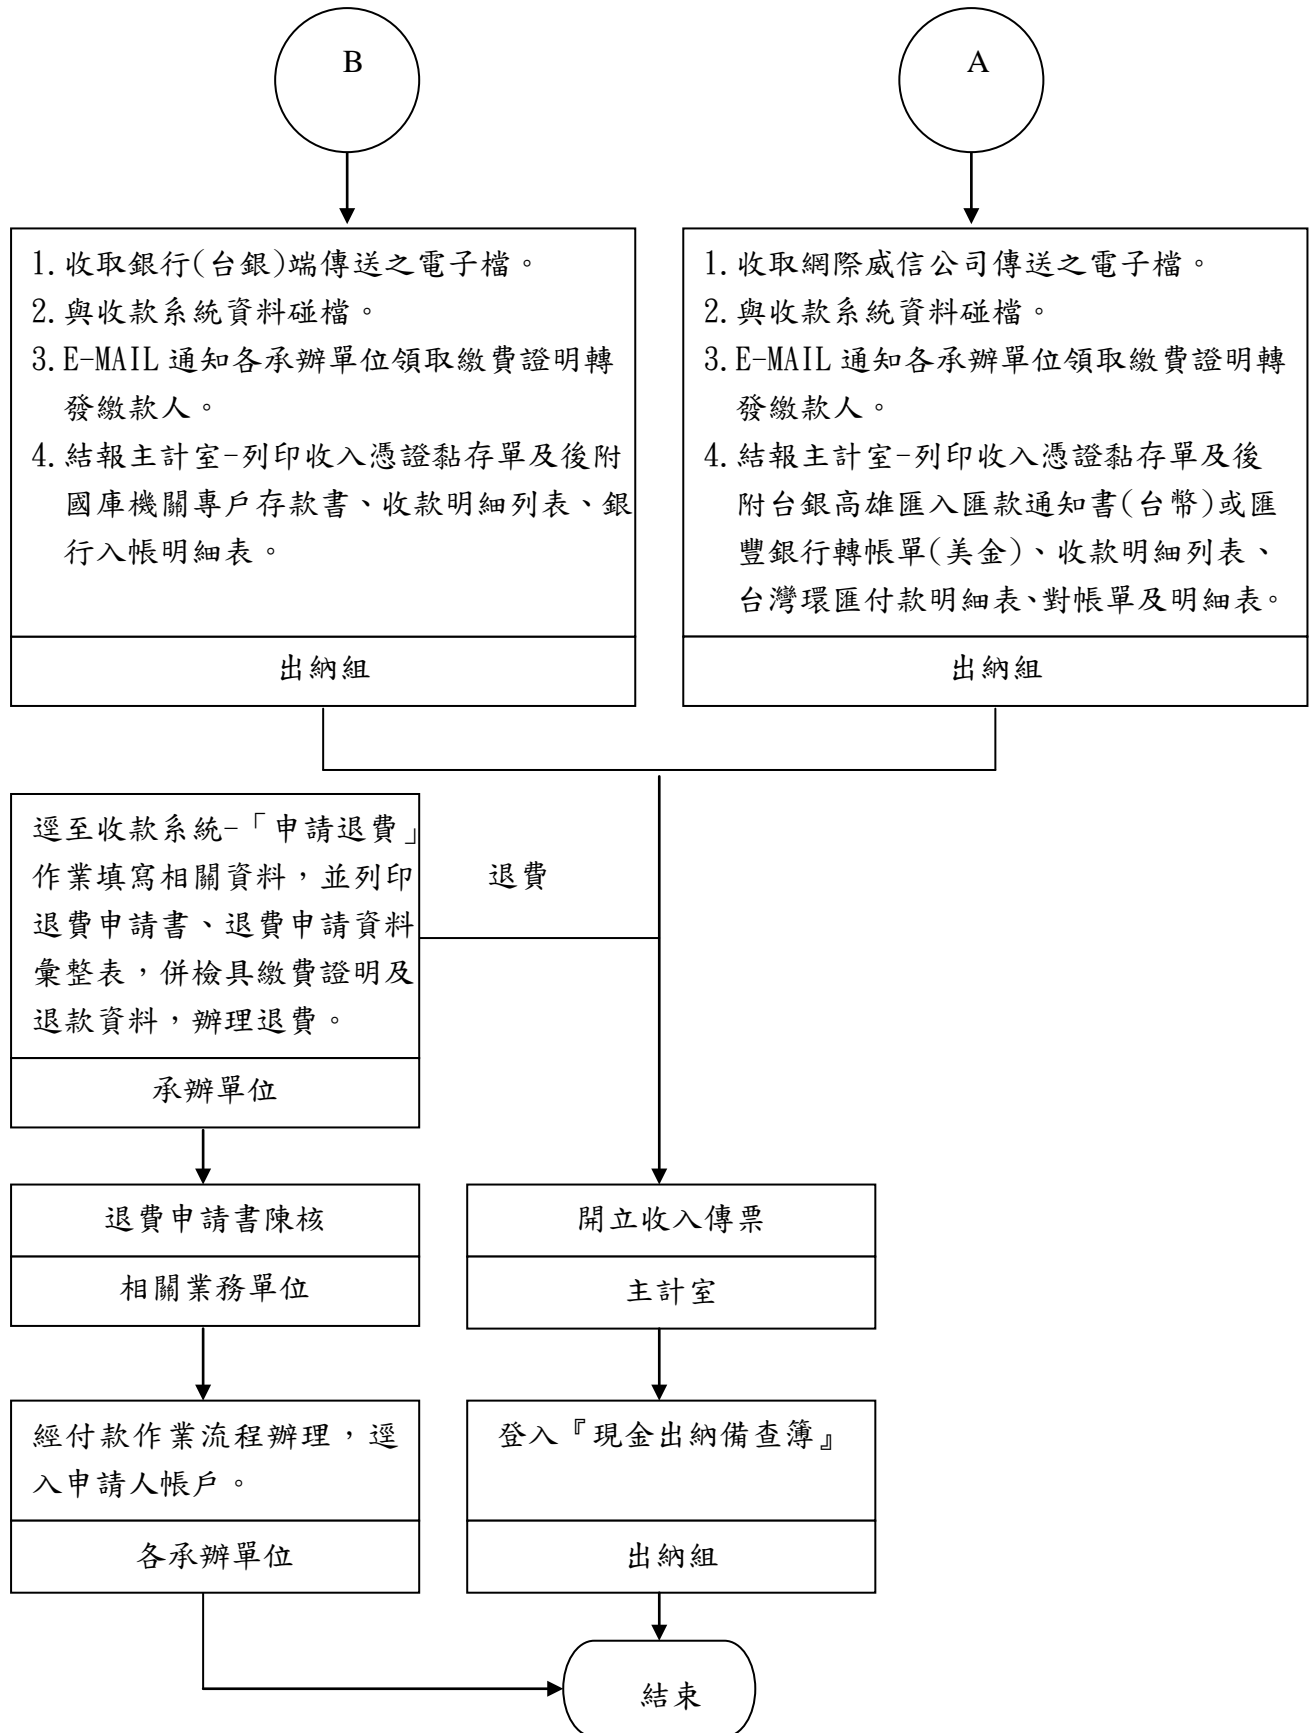 B
A
1.收取銀行(台銀)端傳送之電子檔。
2.與收款系統資料碰檔。
3.E-MAIL 通知各承辦單位領取繳費證明轉
發繳款人。
4.結報主計室-列印收入憑證黏存單及後附
國庫機關專戶存款書、收款明細列表、銀
行入帳明細表。
出納組
1.收取網際威信公司傳送之電子檔。
2.與收款系統資料碰檔。
3.E-MAIL 通知各承辦單位領取繳費證明轉
發繳款人。
4.結報主計室-列印收入憑證黏存單及後
附台銀高雄匯入匯款通知書(台幣)或匯
豐銀行轉帳單(美金)、收款明細列表、
台灣環匯付款明細表、對帳單及明細表。
出納組
逕至收款系統-「申請退費」
作業填寫相關資料，並列印
退費申請書、退費申請資料
彙整表，併檢具繳費證明及
退款資料，辦理退費。
承辦單位
退費
退費申請書陳核
相關業務單位
開立收入傳票
主計室
經付款作業流程辦理，逕
入申請人帳戶。
各承辦單位
登入『現金出納備查簿』
出納組
結束